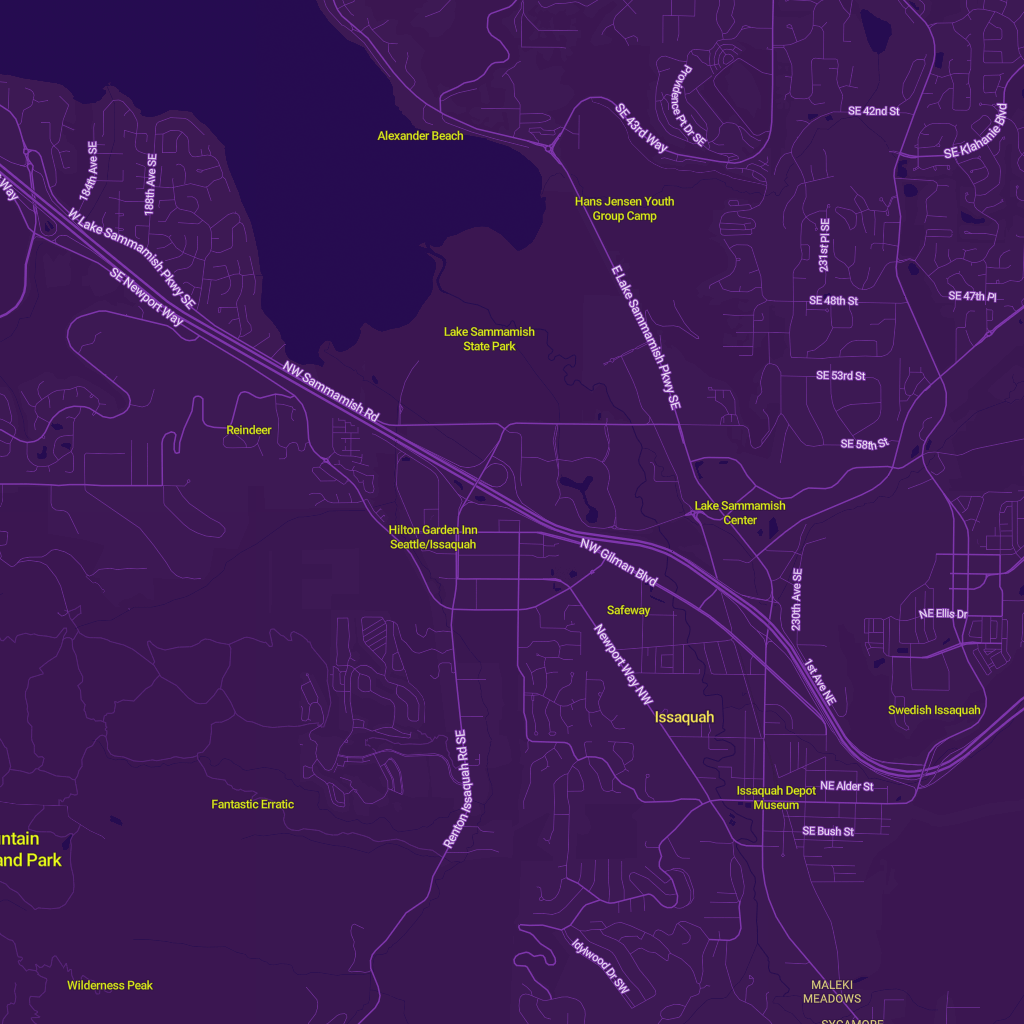 Providence Pt Dr SE
SE 42nd St
SE Klahanie Blvd
SE 43rd Way
Alexander Beach
184th Ave SE
188th Ave SE
Way
Hans Jensen Youth
Group Camp
W Lake Sammamish Pkwy SE
231st Pl SE
SE Newport Way
SE 48th St
SE 47th Pl
E Lake Sammamish Pkwy SE
Lake Sammamish
State Park
NW Sammamish Rd
SE 53rd St
Reindeer
SE 58th St
Lake Sammamish
Center
Hilton Garden Inn
Seattle/Issaquah
NW Gilman Blvd
230th Ave SE
Safeway
NE Ellis Dr
Newport Way NW
1st Ave NE
Issaquah
Swedish Issaquah
Renton Issaquah Rd SE
Issaquah Depot
Museum
NE Alder St
Fantastic Erratic
SE Bush St
untain
and Park
Idylwood Dr SW
Wilderness Peak
MALEKI
MEADOWS
SYCAMORE